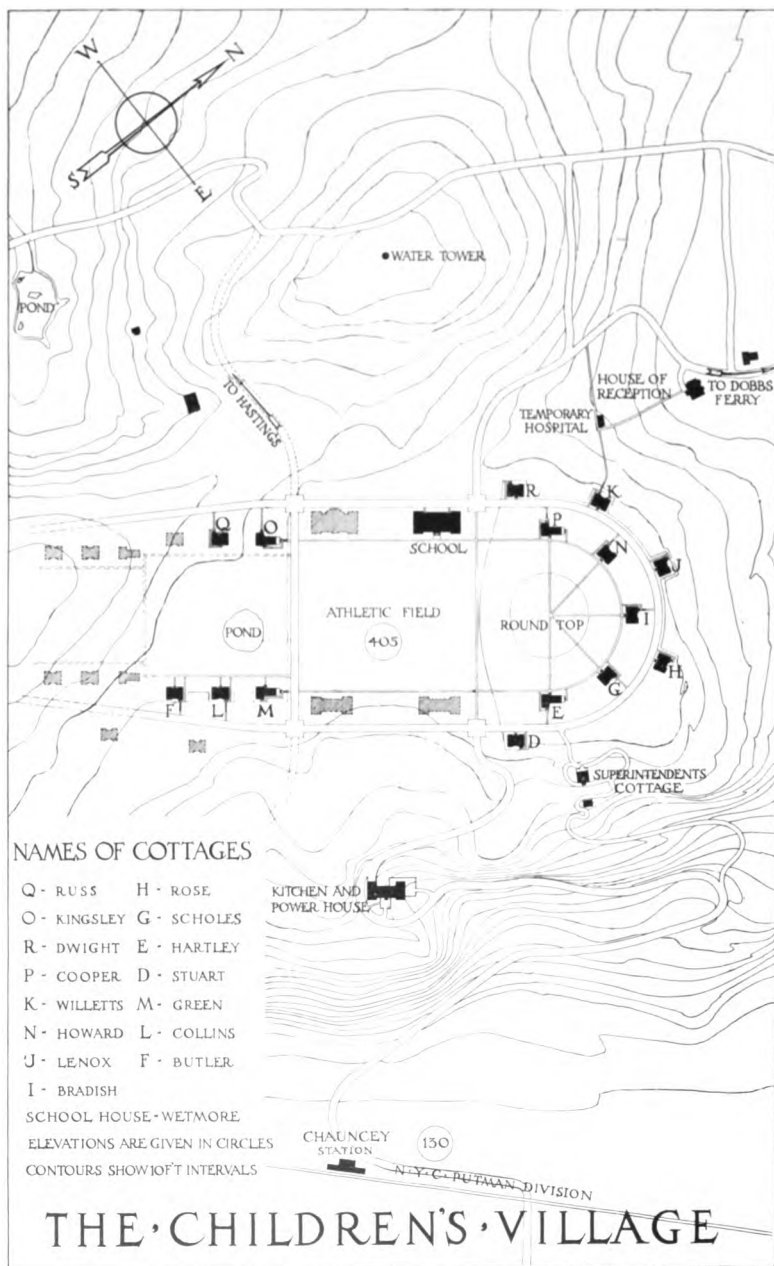 W
N
S
E
WATER TOWER
POND
TO HASTINGS
HOUSE OF
RECEPTION
TO DOBBS
FERRY
TEMPORARY
HOSPITAL
R
K
Q
O
P
SCHOOL
N
J
ATHLETIC FIELD
405
POND
ROUND TOP
I
H
G
F
L
M
E
D
SUPERINTENDENTS
COTTAGE
KITCHEN AND
POWER HOUSE
NAMES OF COTTAGES
Q - RUSS H - ROSE
O - KINGSLEY G - SCHOLES
R - DWIGHT E - HARTLEY
P - COOPER D - STUART
K - WILLETTS M - GREEN
N - HOWARD L - COLLINS
J - LENOX F - BUTLER
I - BRADISH
SCHOOL HOUSE - WETMORE
ELEVATIONS ARE GIVEN IN CIRCLES
CONTOURS SHOW 10F'T INTERVALS
CHAUNCEY
STATION
130
N·Y·C·PUTMAN DIVISION
THE·CHILDREN'S·VILLAGE